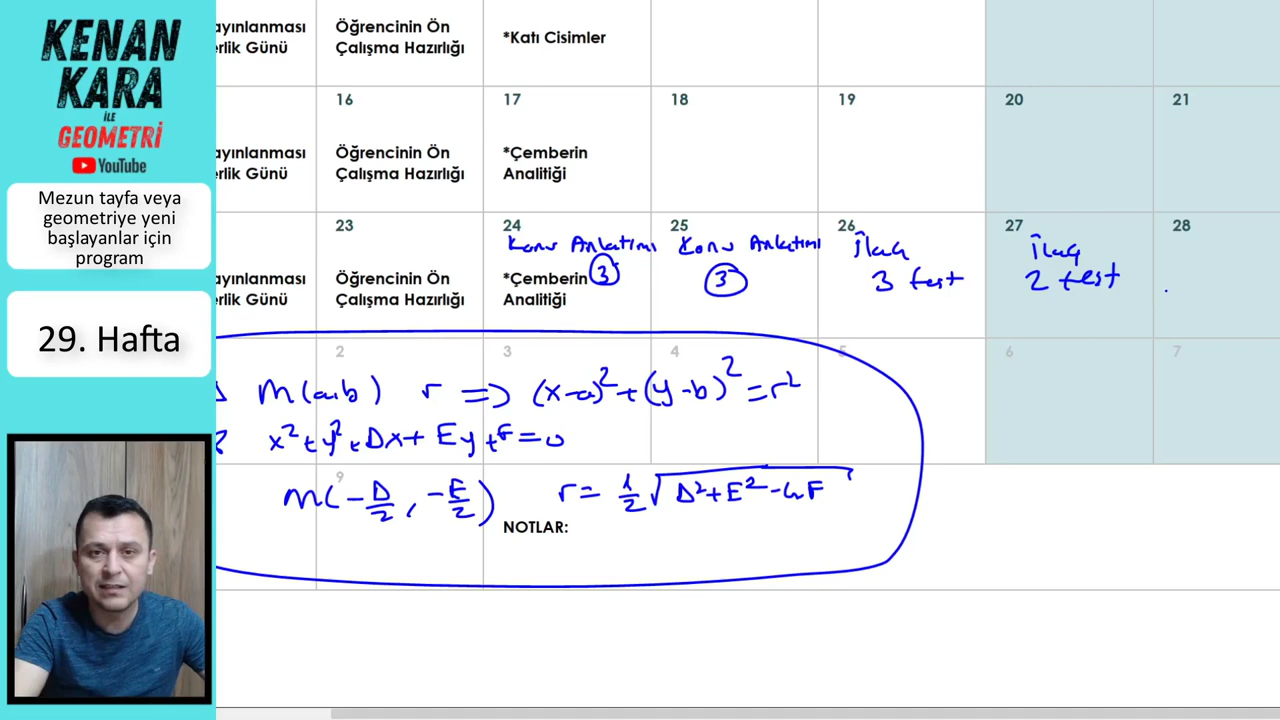 KENAN
KARA
İLE
GEOMETRİ
YouTube
Mezun tayfa veya
geometriye yeni
başlayanlar için
program
29. Hafta
ayınlanması
erlik Günü
Öğrencinin Ön
Çalışma Hazırlığı
*Katı Cisimler
16
17
18
19
20
21
ayınlanması
erlik Günü
Öğrencinin Ön
Çalışma Hazırlığı
*Çemberin
Analitiği
23
24
25
26
27
28
Konu Anlatımı
3
Konu Anlatımı
3
İlaç
3 test
İlaç
2 test
ayınlanması
erlik Günü
Öğrencinin Ön
Çalışma Hazırlığı
*Çemberin
Analitiği
2
3
4
5
6
7
M(a,b) r => (x-a)²+(y-b)²=r²
x²+y²+Dx+Ey+F=0
9
M(-D/2, -E/2) r= 1/2 √D²+E²-4F
NOTLAR: